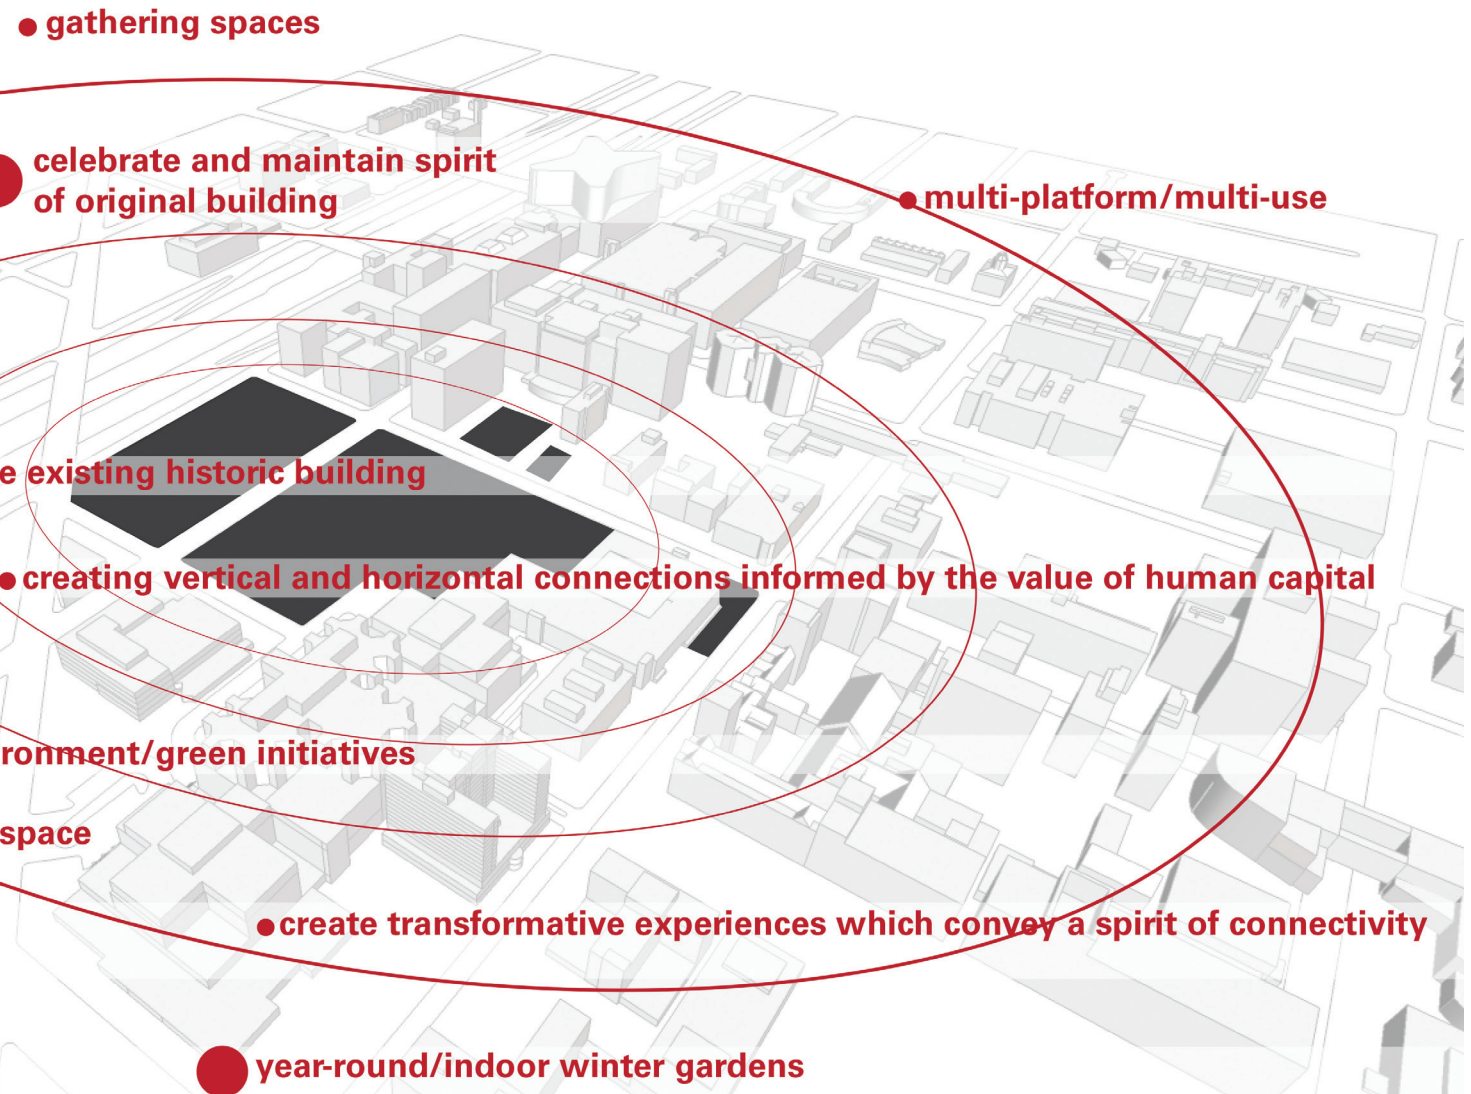 gathering spaces
celebrate and maintain spirit
of original building
multi-platform/multi-use
e existing historic building
creating vertical and horizontal connections informed by the value of human capital
ronment/green initiatives
space
create transformative experiences which convey a spirit of connectivity
year-round/indoor winter gardens